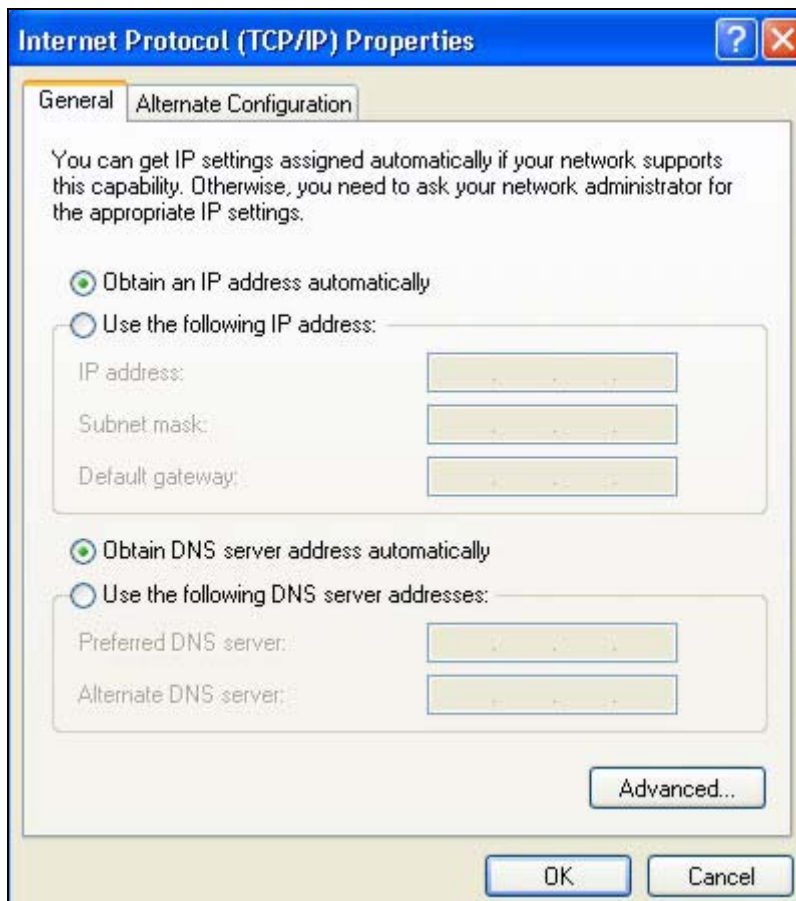 Internet Protocol (TCP/IP) Properties
General
Alternate Configuration
You can get IP settings assigned automatically if your network supports
this capability. Otherwise, you need to ask your network administrator for
the appropriate IP settings.
Obtain an IP address automatically
Use the following IP address:
IP address:
Subnet mask:
Default gateway:
Obtain DNS server address automatically
Use the following DNS server addresses:
Preferred DNS server:
Alternate DNS server:
Advanced...
OK
Cancel